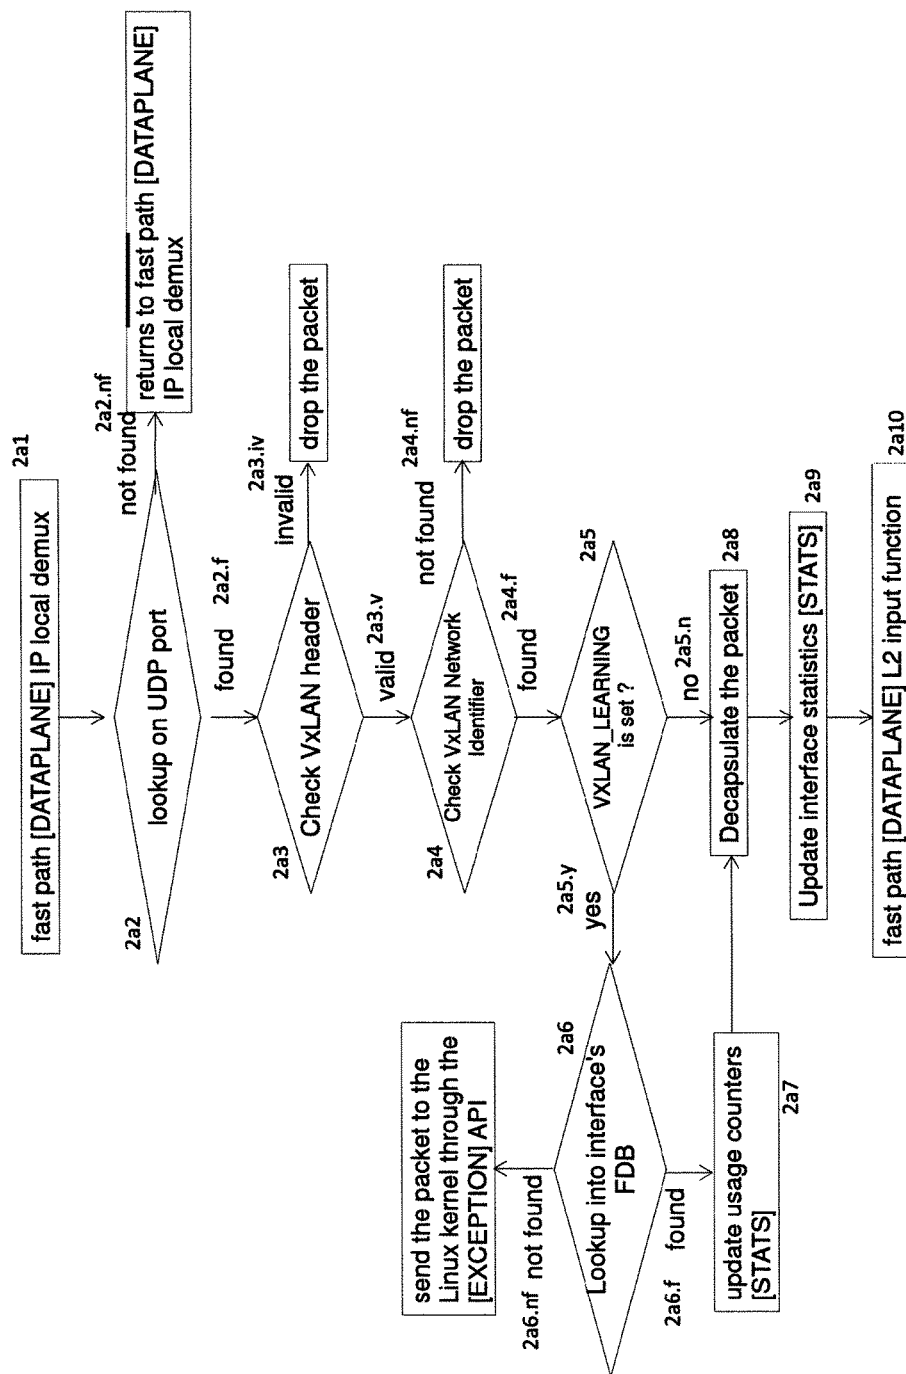 fast path [DATAPLANE] IP local demux
2a1
2a2
lookup on UDP port
not found
2a2.nf
returns to fast path [DATAPLANE]
IP local demux
found
2a2.f
2a3
Check VxLAN header
invalid
2a3.iv
drop the packet
valid
2a3.v
2a4
Check VxLAN Network
Identifier
not found
2a4.nf
drop the packet
found
2a4.f
2a5
VXLAN_LEARNING
is set ?
2a5.y
yes
no
2a5.n
2a6
Lookup into interface's
FDB
2a6.nf
not found
send the packet to the
Linux kernel through the
[EXCEPTION] API
2a6.f
found
update usage counters
[STATS]
2a7
Decapsulate the packet
2a8
Update interface statistics [STATS]
2a9
fast path [DATAPLANE] L2 input function
2a10